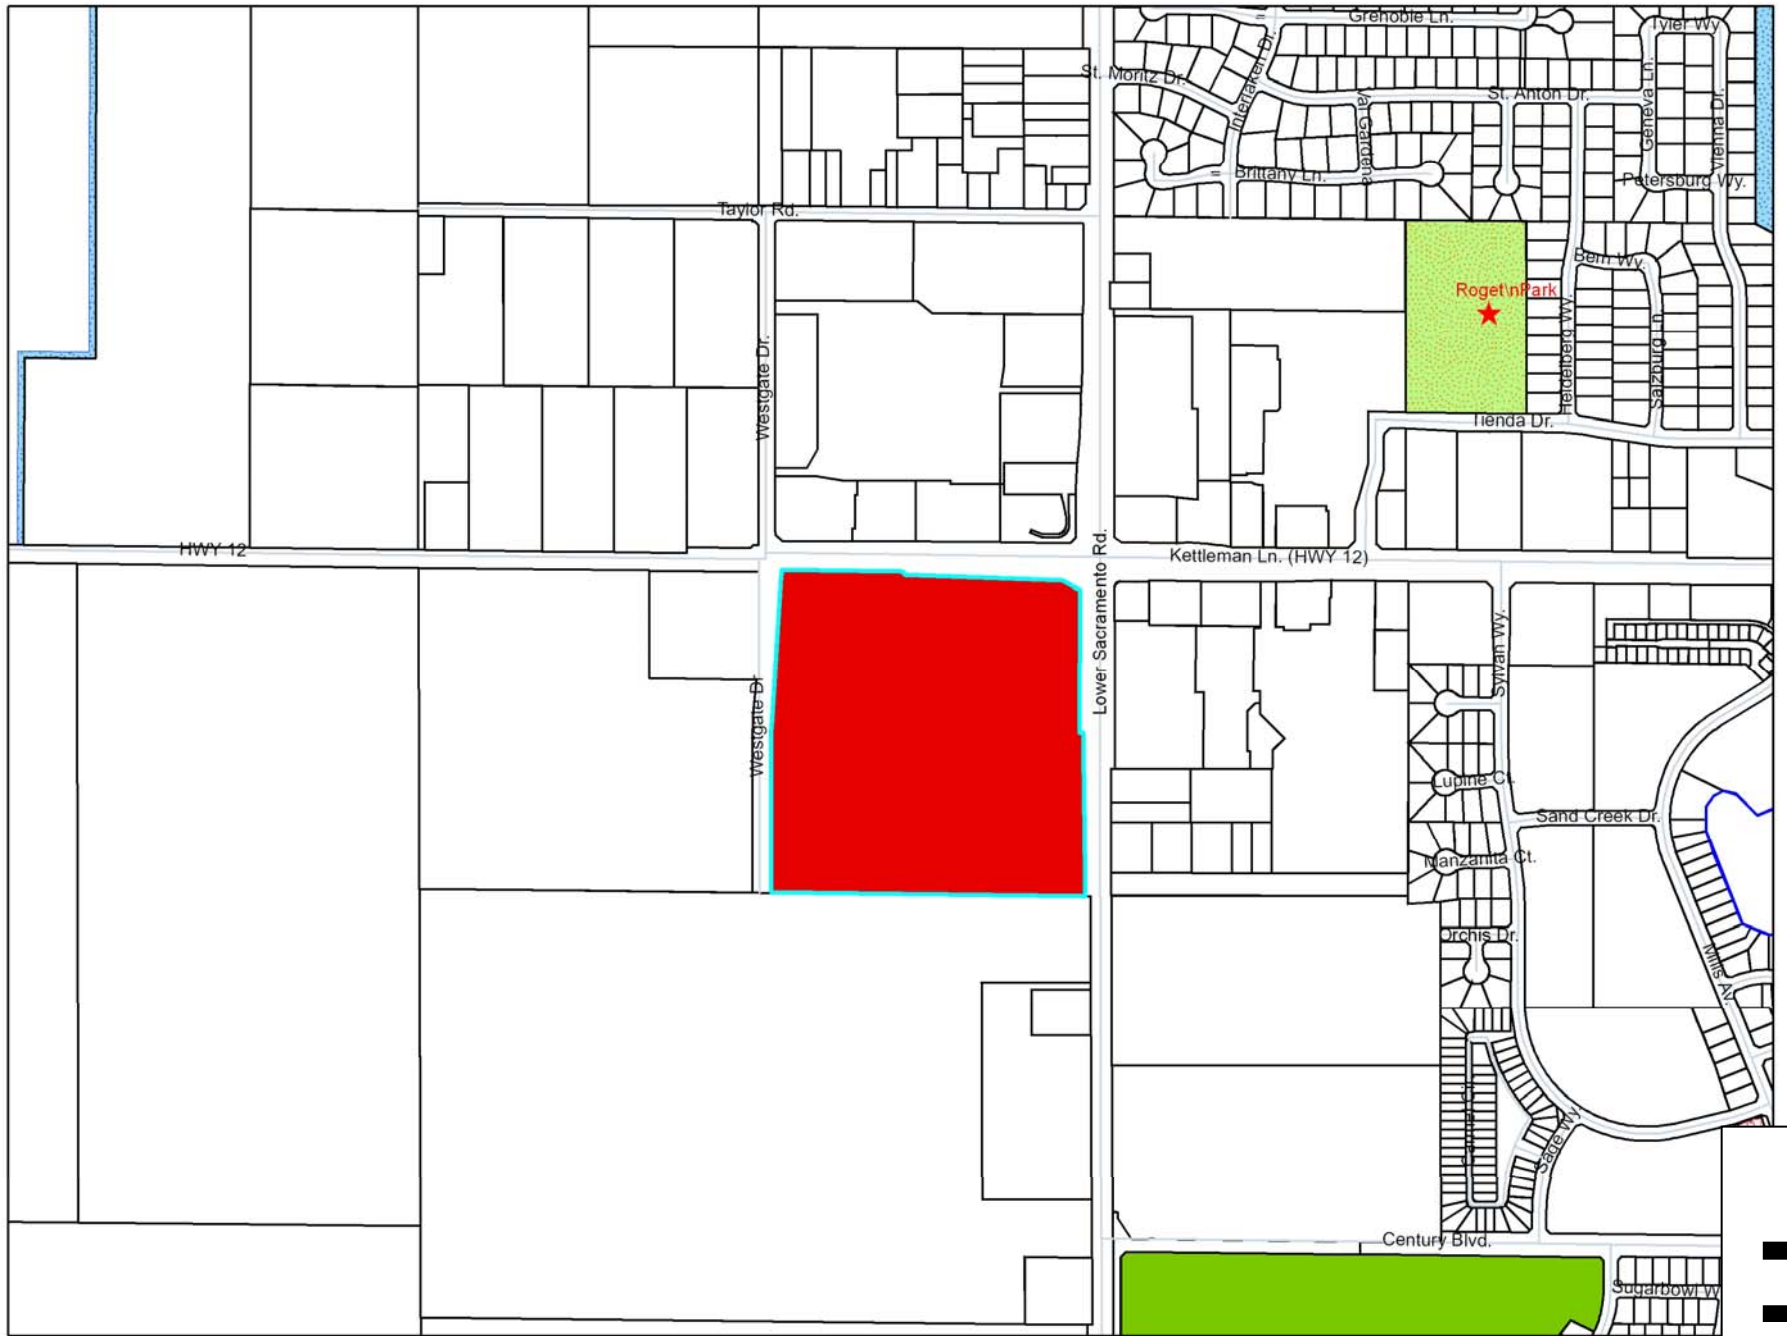 Grenoble Ln.
Tyler Wy
St. Moritz Dr.
Interlaken Dr.
Val Gardena
St. Anton Dr.
Geneva Ln.
Vienna Dr.
Brittany Ln.
Petersburg Wy.
Taylor Rd.
Bern Wy.
Roget\nPark
Heidelberg Wy.
Salzburg Ln.
Westgate Dr.
Tienda Dr.
HWY 12
Kettleman Ln. (HWY 12)
Lower Sacramento Rd.
Sylvan Wy.
Westgate Dr
Lupine Ct.
Sand Creek Dr.
Manzanita Ct.
Orchis Dr.
Mills Av.
Sage Wy.
Century Blvd.
Sugarbowl W